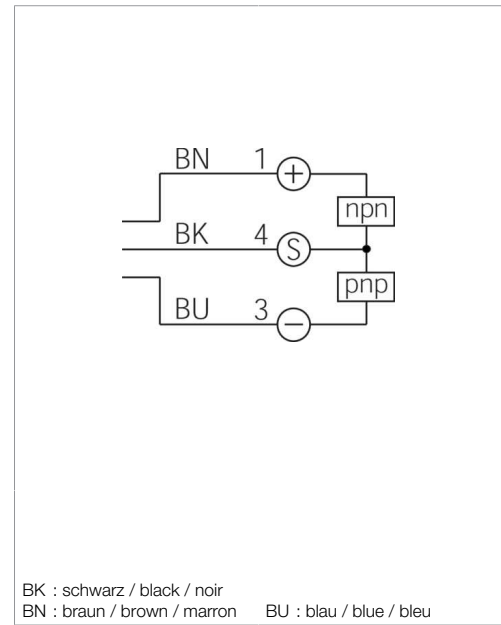 BN 1 +
npn
BK 4 S
pnp
BU 3 −
BK : schwarz / black / noir
BN : braun / brown / marron BU : blau / blue / bleu